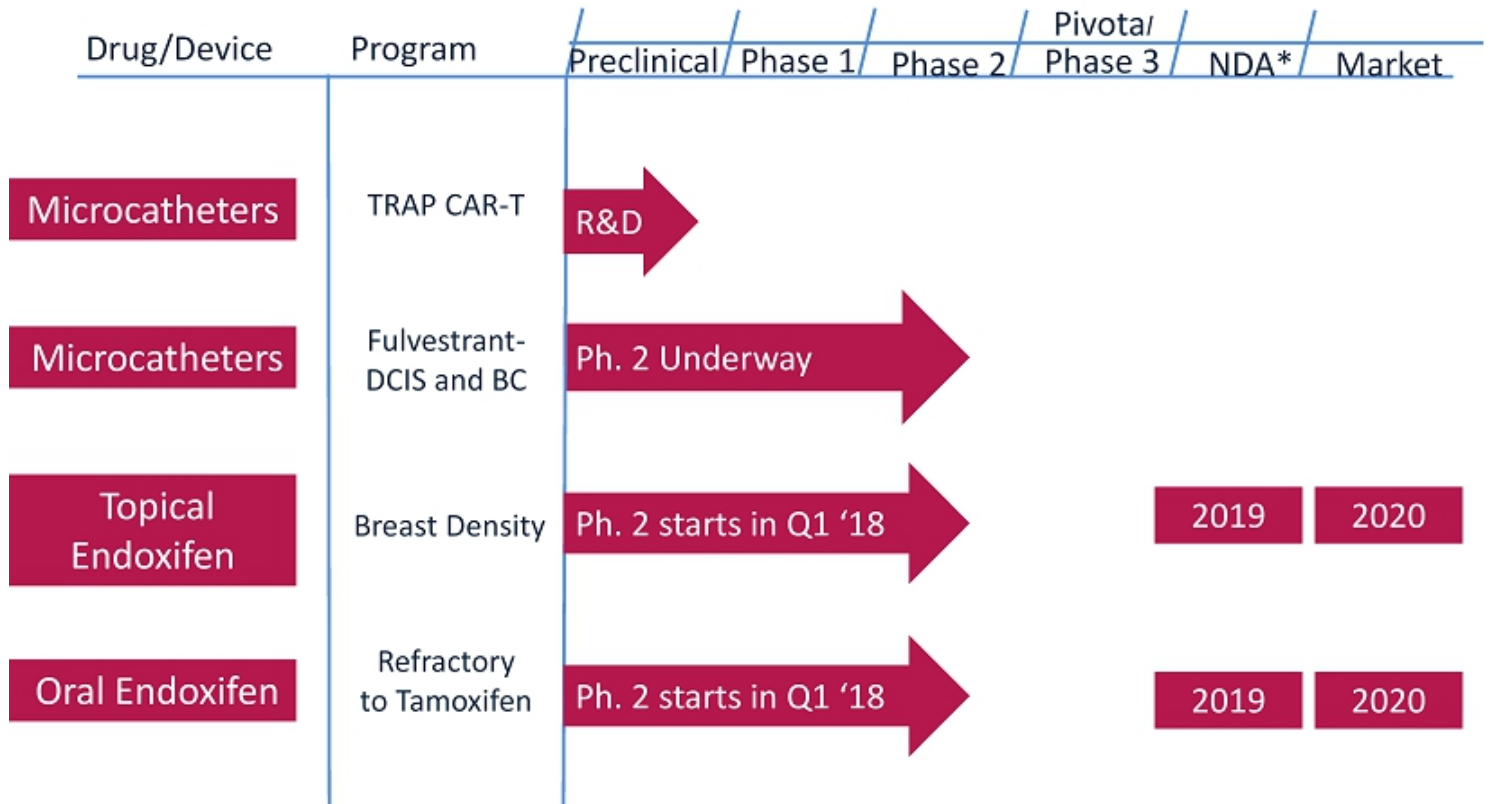 Drug/Device Program Preclinical Phase 1 Phase 2 Pivotal Phase 3 NDA* Market
Microcatheters
TRAP CAR-T
R&D
Microcatheters
Fulvestrant-
DCIS and BC
Ph. 2 Underway
Topical
Endoxifen
Breast Density
Ph. 2 starts in Q1 ‘18
2019
2020
Oral Endoxifen
Refractory
to Tamoxifen
Ph. 2 starts in Q1 ‘18
2019
2020